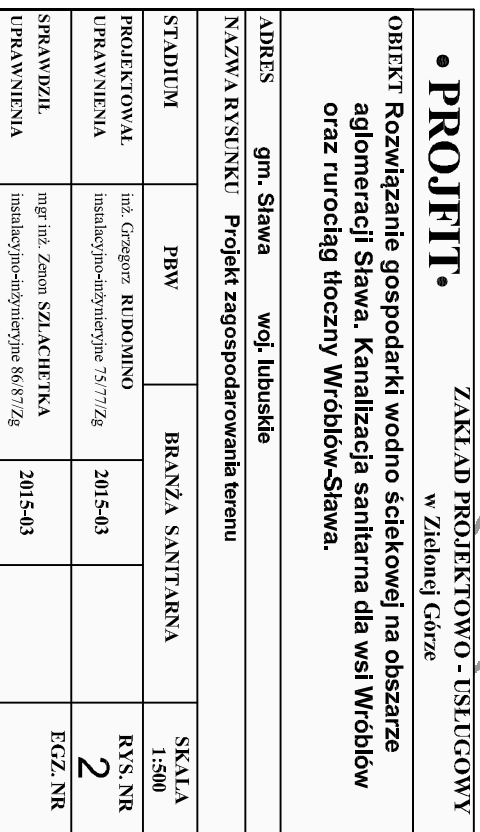 • PROJFIT •
ZAKŁAD PROJEKTOWO - USŁUGOWY
w Zielonej Górze
OBIEKT Rozwiązanie gospodarki wodno ściekowej na obszarze
aglomeracji Sława. Kanalizacja sanitarna dla wsi Wróblów
oraz rurociąg tłoczny Wróblów-Sława.
ADRES gm. Sława woj. lubuskie
NAZWA RYSUNKU Projekt zagospodarowania terenu
STADIUM PBW BRANŻA SANITARNA SKALA
1:500
PROJEKTOWAŁ inż. Grzegorz RUDOMINO 2015-03 RYS. NR
UPRAWNIENIA instalacyjno-inżynieryjne 75/77/Zg 2
SPRAWDZIŁ mgr inż. Zenon SZLACHETKA 2015-03 EGZ. NR
UPRAWNIENIA instalacyjno-inżynieryjne 86/87/Zg